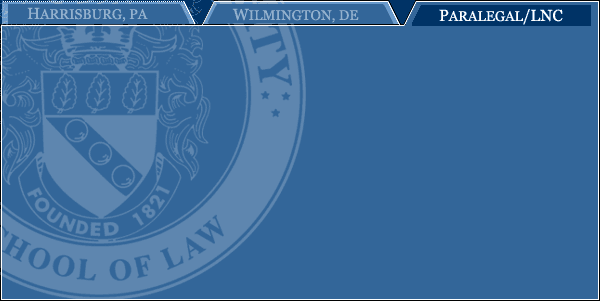 HARRISBURG, PA
WILMINGTON, DE
PARALEGAL/LNC
FOUNDED 1821
SCHOOL OF LAW